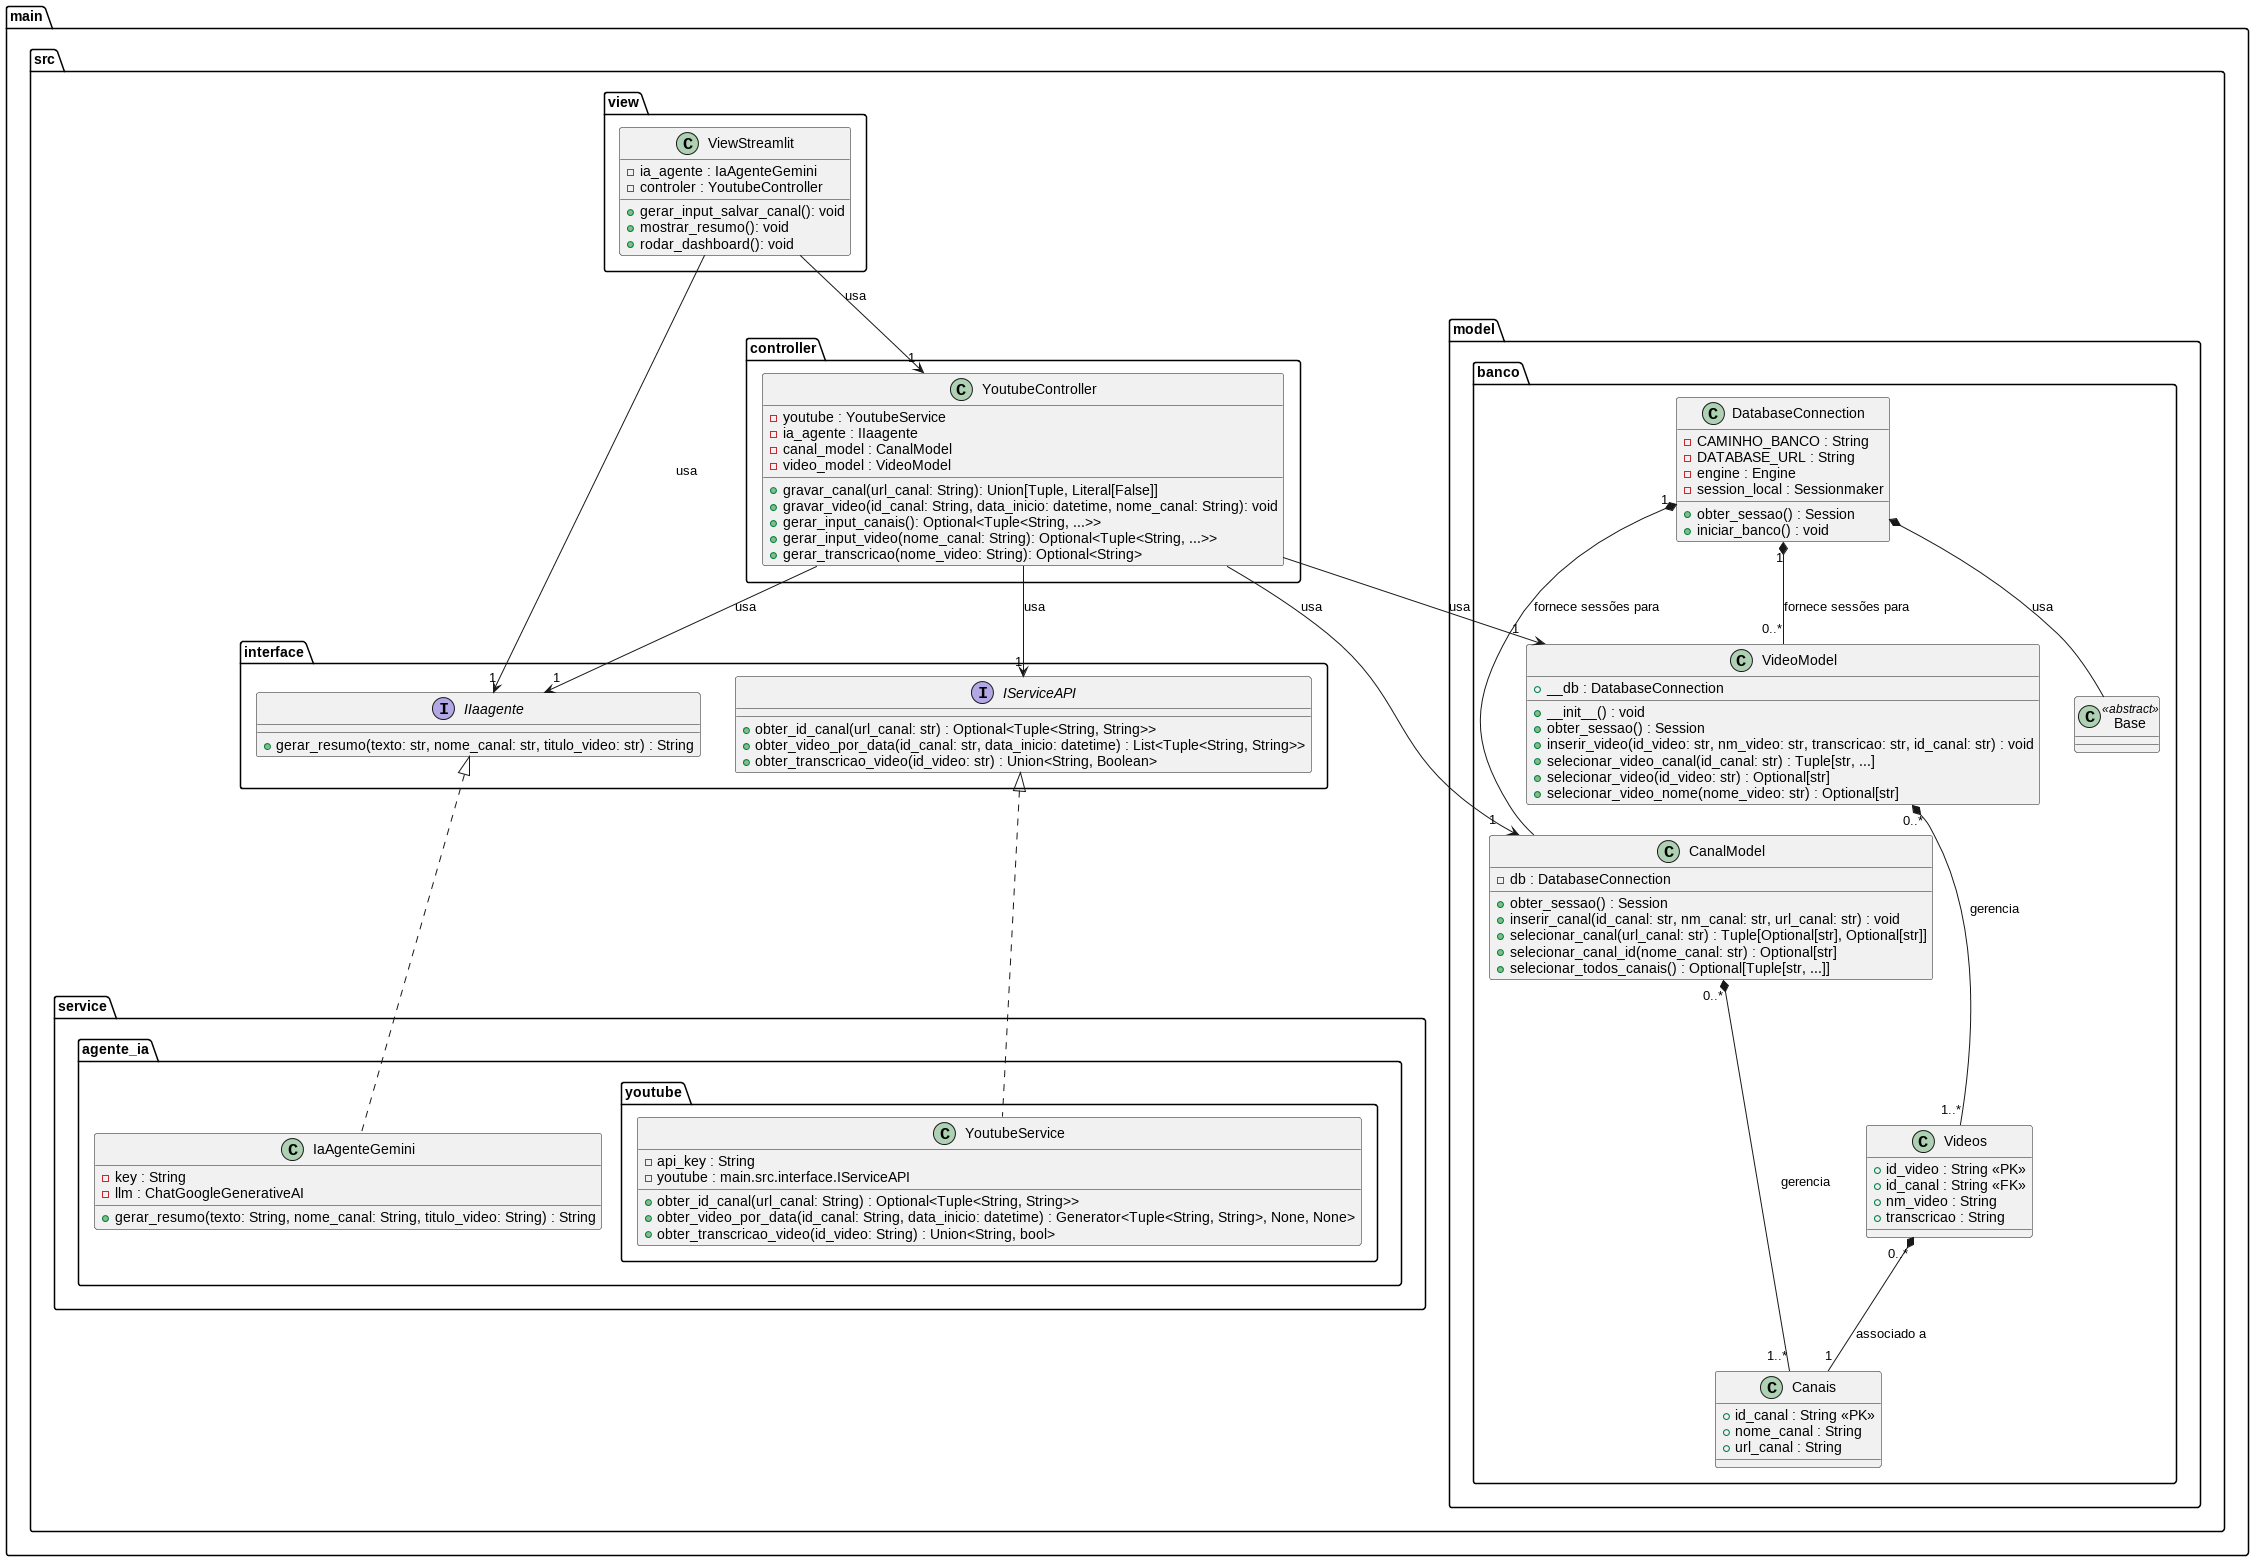 main
src
view
ViewStreamlit
ia_agente : IaAgenteGemini
controler : YoutubeController
gerar_input_salvar_canal(): void
mostrar_resumo(): void
rodar_dashboard(): void
usa
usa
1
controller
YoutubeController
youtube : YoutubeService
ia_agente : IIaagente
canal_model : CanalModel
video_model : VideoModel
gravar_canal(url_canal: String): Union[Tuple, Literal[False]]
gravar_video(id_canal: String, data_inicio: datetime, nome_canal: String): void
gerar_input_canais(): Optional<Tuple<String, ...>>
gerar_input_video(nome_canal: String): Optional<Tuple<String, ...>>
gerar_transcricao(nome_video: String): Optional<String>
usa
usa
usa
usa
1
1
1
1
1
interface
IIaagente
gerar_resumo(texto: str, nome_canal: str, titulo_video: str) : String
IServiceAPI
obter_id_canal(url_canal: str) : Optional<Tuple<String, String>>
obter_video_por_data(id_canal: str, data_inicio: datetime) : List<Tuple<String, String>>
obter_transcricao_video(id_video: str) : Union<String, Boolean>
service
agente_ia
IaAgenteGemini
key : String
llm : ChatGoogleGenerativeAI
gerar_resumo(texto: String, nome_canal: String, titulo_video: String) : String
youtube
YoutubeService
api_key : String
youtube : main.src.interface.IServiceAPI
obter_id_canal(url_canal: String) : Optional<Tuple<String, String>>
obter_video_por_data(id_canal: String, data_inicio: datetime) : Generator<Tuple<String, String>, None, None>
obter_transcricao_video(id_video: String) : Union<String, bool>
model
banco
DatabaseConnection
CAMINHO_BANCO : String
DATABASE_URL : String
engine : Engine
session_local : Sessionmaker
obter_sessao() : Session
iniciar_banco() : void
1
1
fornece sessões para
fornece sessões para
usa
0..*
VideoModel
__db : DatabaseConnection
__init__() : void
obter_sessao() : Session
inserir_video(id_video: str, nm_video: str, transcricao: str, id_canal: str) : void
selecionar_video_canal(id_canal: str) : Tuple[str, ...]
selecionar_video(id_video: str) : Optional[str]
selecionar_video_nome(nome_video: str) : Optional[str]
«abstract»
Base
0..*
CanalModel
db : DatabaseConnection
obter_sessao() : Session
inserir_canal(id_canal: str, nm_canal: str, url_canal: str) : void
selecionar_canal(url_canal: str) : Tuple[Optional[str], Optional[str]]
selecionar_canal_id(nome_canal: str) : Optional[str]
selecionar_todos_canais() : Optional[Tuple[str, ...]]
gerencia
0..*
1..*
Videos
id_video : String «PK»
id_canal : String «FK»
nm_video : String
transcricao : String
gerencia
0..*
associado a
1..*
1
Canais
id_canal : String «PK»
nome_canal : String
url_canal : String